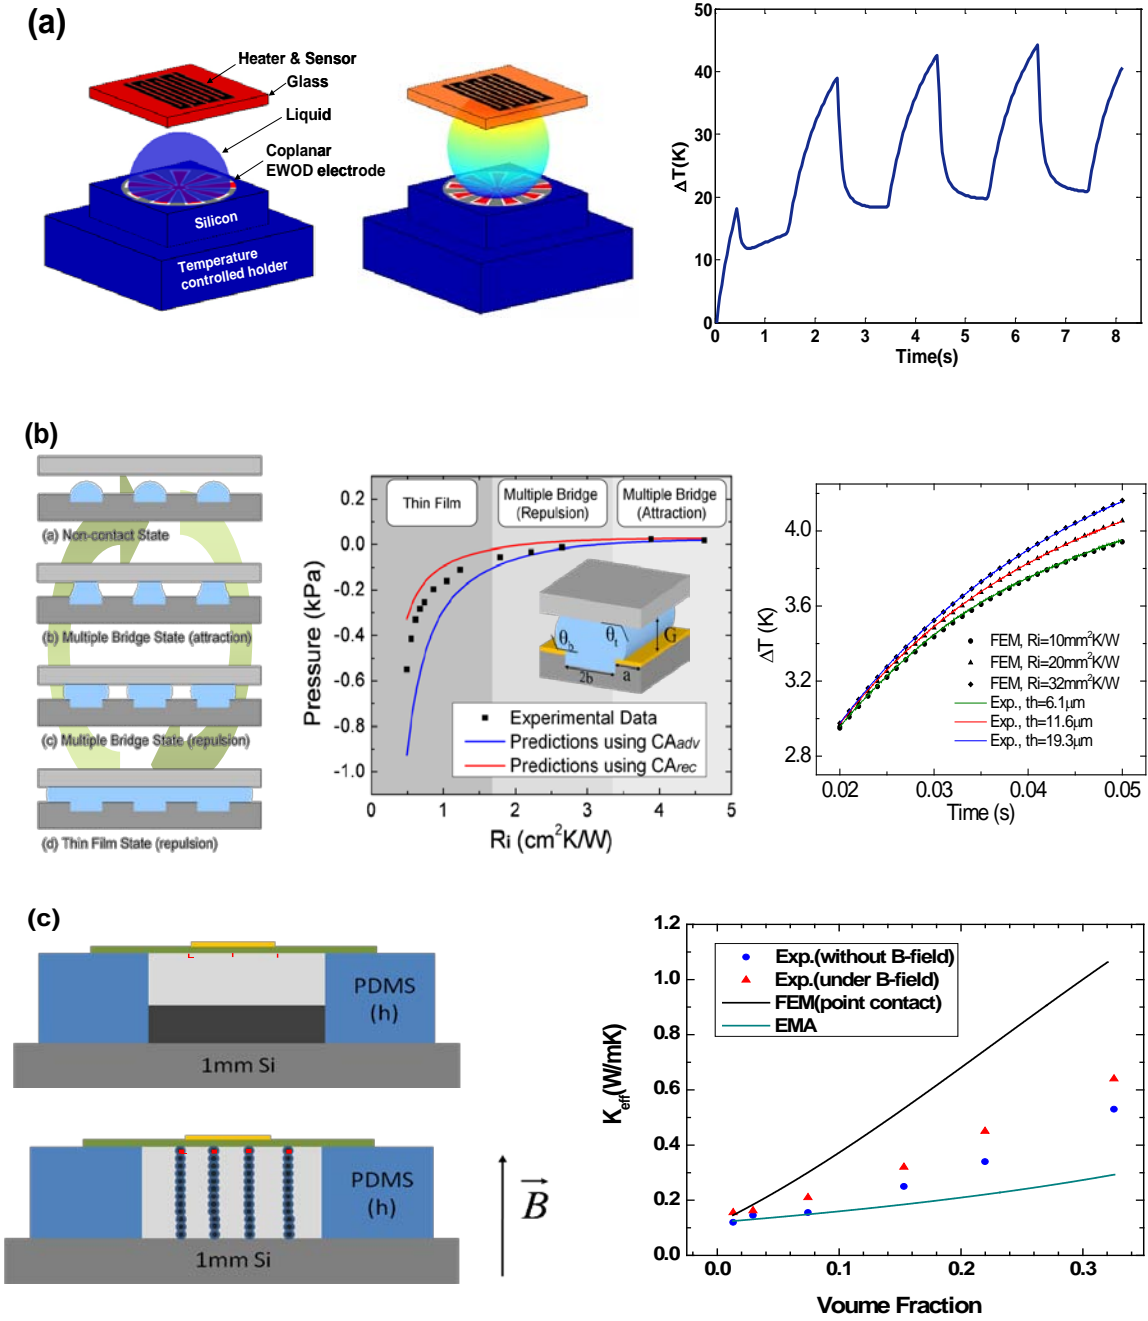 (a)
Heater & Sensor
Glass
Liquid
Coplanar
EWOD electrode
Silicon
Temperature
controlled holder
50
40
30
20
10
0
ΔT(K)
0 1 2 3 4 5 6 7 8
Time(s)
(b)
(a) Non-contact State
(b) Multiple Bridge State (attraction)
(c) Multiple Bridge State (repulsion)
(d) Thin Film State (repulsion)
Thin Film
Multiple Bridge
(Repulsion)
Multiple Bridge
(Attraction)
0.2
0.0
-0.2
-0.4
-0.6
-0.8
-1.0
Pressure (kPa)
θb θt G
2b a
Experimental Data
Predictions using CAadv
Predictions using CArec
0 1 2 3 4 5
Ri (cm²K/W)
4.0
3.6
3.2
2.8
ΔT (K)
FEM, Ri=10mm²K/W
FEM, Ri=20mm²K/W
FEM, Ri=32mm²K/W
Exp., th=6.1μm
Exp., th=11.6μm
Exp., th=19.3μm
0.02 0.03 0.04 0.05
Time (s)
(c)
PDMS
(h)
1mm Si
PDMS
(h)
1mm Si
B
1.2
1.0
0.8
0.6
0.4
0.2
0.0
Keff(W/mK)
Exp.(without B-field)
Exp.(under B-field)
FEM(point contact)
EMA
0.0 0.1 0.2 0.3
Voume Fraction